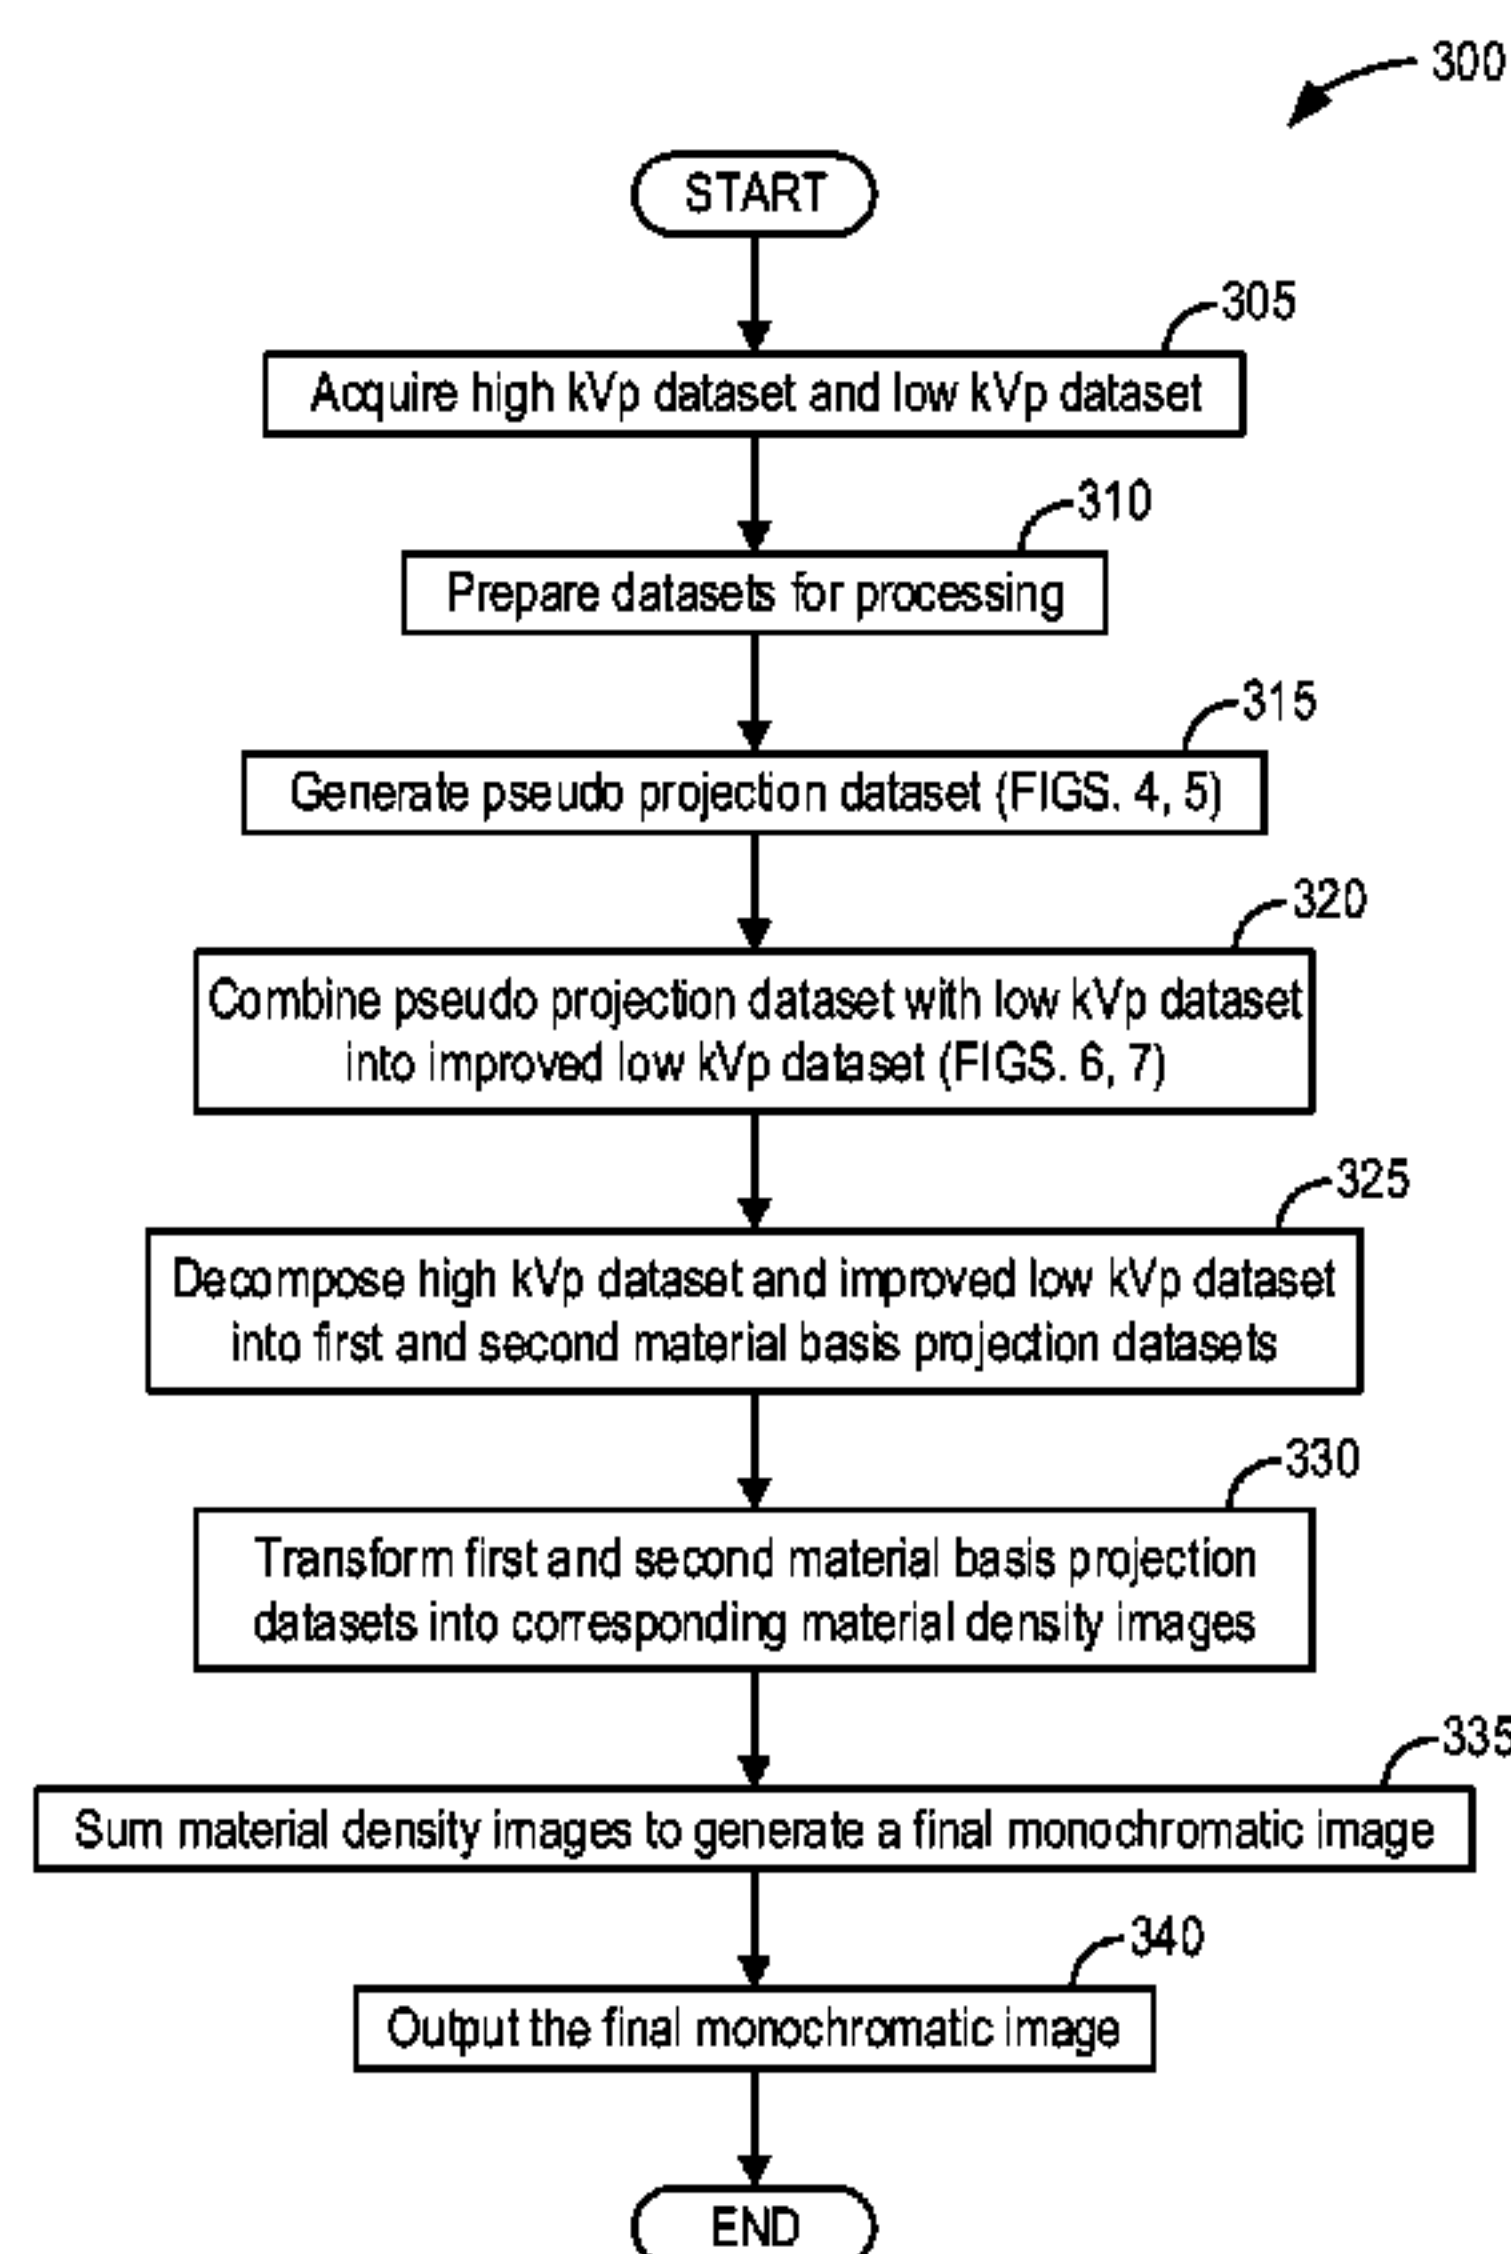 300
START
305
Acquire high kVp dataset and low kVp dataset
310
Prepare datasets for processing
315
Generate pseudo projection dataset (FIGS. 4, 5)
320
Combine pseudo projection dataset with low kVp dataset
into improved low kVp dataset (FIGS. 6, 7)
325
Decompose high kVp dataset and improved low kVp dataset
into first and second material basis projection datasets
330
Transform first and second material basis projection
datasets into corresponding material density images
335
Sum material density images to generate a final monochromatic image
340
Output the final monochromatic image
END